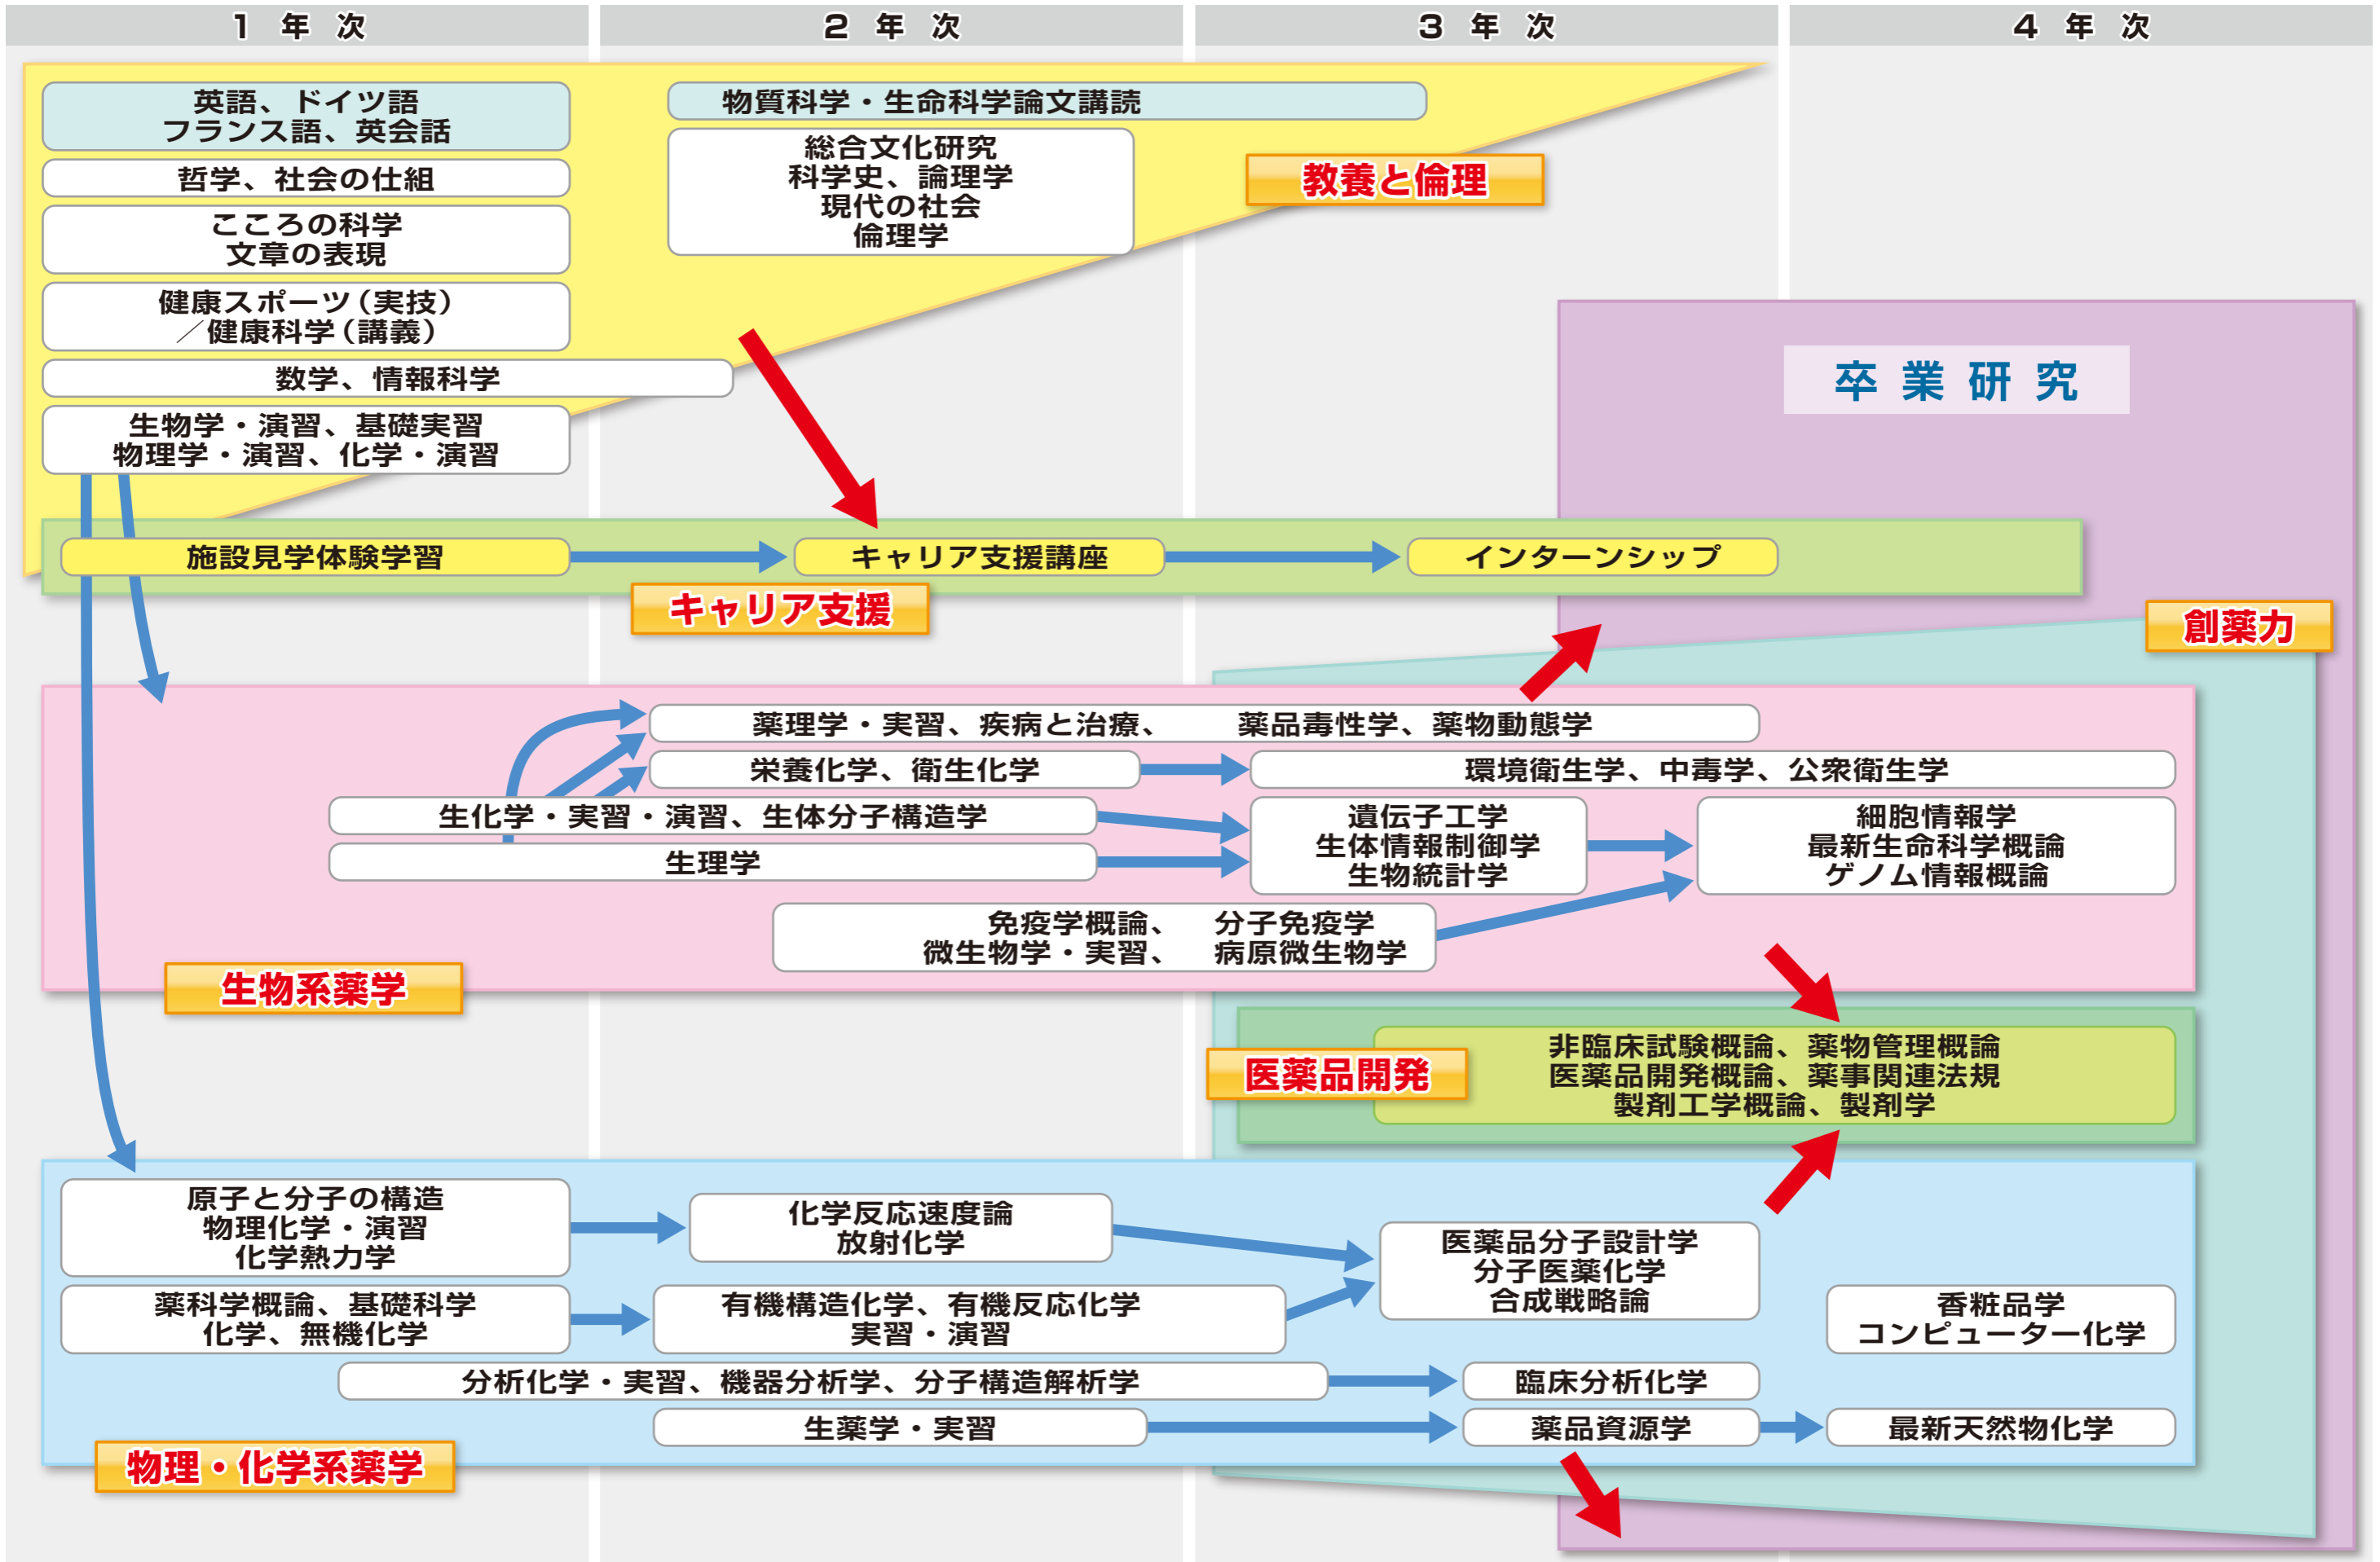 1 年 次
2 年 次
3 年 次
4 年 次
英語、ドイツ語
フランス語、英会話
哲学、社会の仕組
こころの科学
文章の表現
健康スポーツ(実技)
／健康科学(講義)
数学、情報科学
生物学・演習、基礎実習
物理学・演習、化学・演習
物質科学・生命科学論文講読
総合文化研究
科学史、論理学
現代の社会
倫理学
教養と倫理
卒 業 研 究
施設見学体験学習
キャリア支援講座
インターンシップ
キャリア支援
創薬力
薬理学・実習、疾病と治療、 薬品毒性学、薬物動態学
栄養化学、衛生化学
環境衛生学、中毒学、公衆衛生学
生化学・実習・演習、生体分子構造学
生理学
遺伝子工学
生体情報制御学
生物統計学
細胞情報学
最新生命科学概論
ゲノム情報概論
免疫学概論、 分子免疫学
微生物学・実習、 病原微生物学
生物系薬学
医薬品開発
非臨床試験概論、薬物管理概論
医薬品開発概論、薬事関連法規
製剤工学概論、製剤学
原子と分子の構造
物理化学・演習
化学熱力学
化学反応速度論
放射化学
医薬品分子設計学
分子医薬化学
合成戦略論
薬科学概論、基礎科学
化学、無機化学
有機構造化学、有機反応化学
実習・演習
香粧品学
コンピューター化学
分析化学・実習、機器分析学、分子構造解析学
臨床分析化学
生薬学・実習
薬品資源学
最新天然物化学
物理・化学系薬学